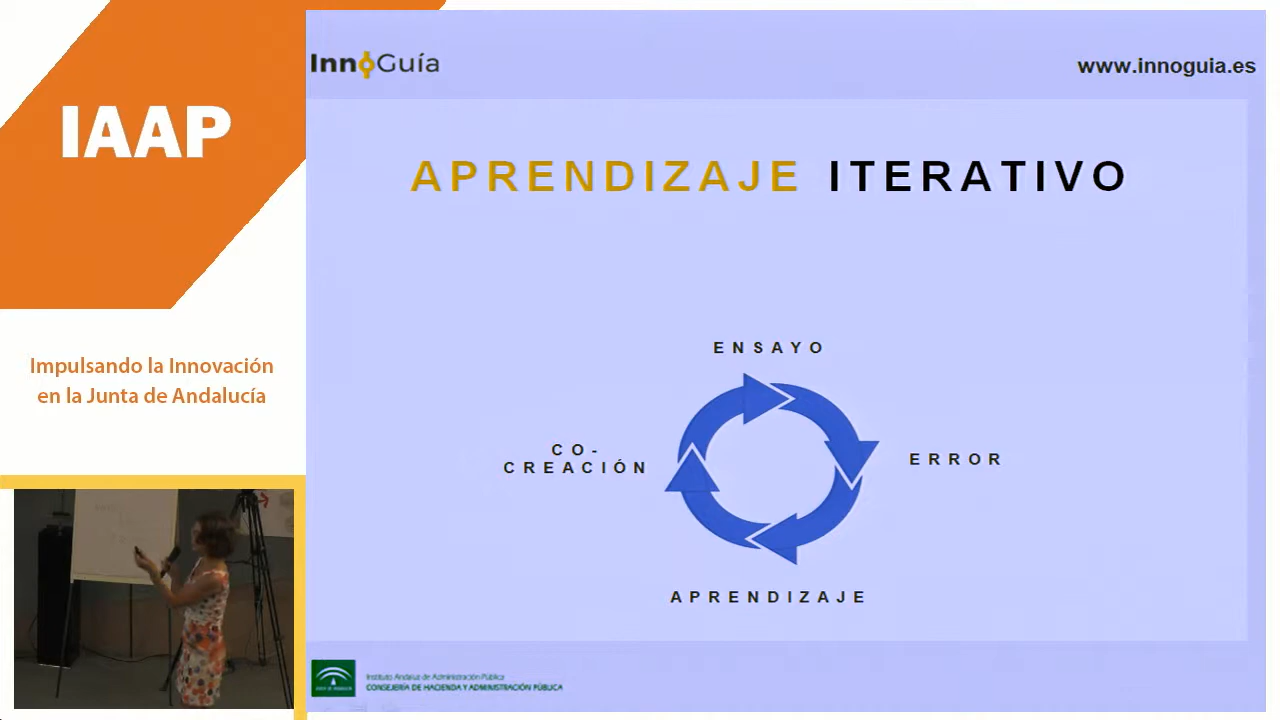 IAAP
Impulsando la Innovación
en la Junta de Andalucía
InnoGuía
www.innoguia.es
APRENDIZAJE ITERATIVO
ENSAYO
CO-
CREACIÓN
ERROR
APRENDIZAJE
Instituto Andaluz de Administración Pública
CONSEJERÍA DE HACIENDA Y ADMINISTRACIÓN PÚBLICA